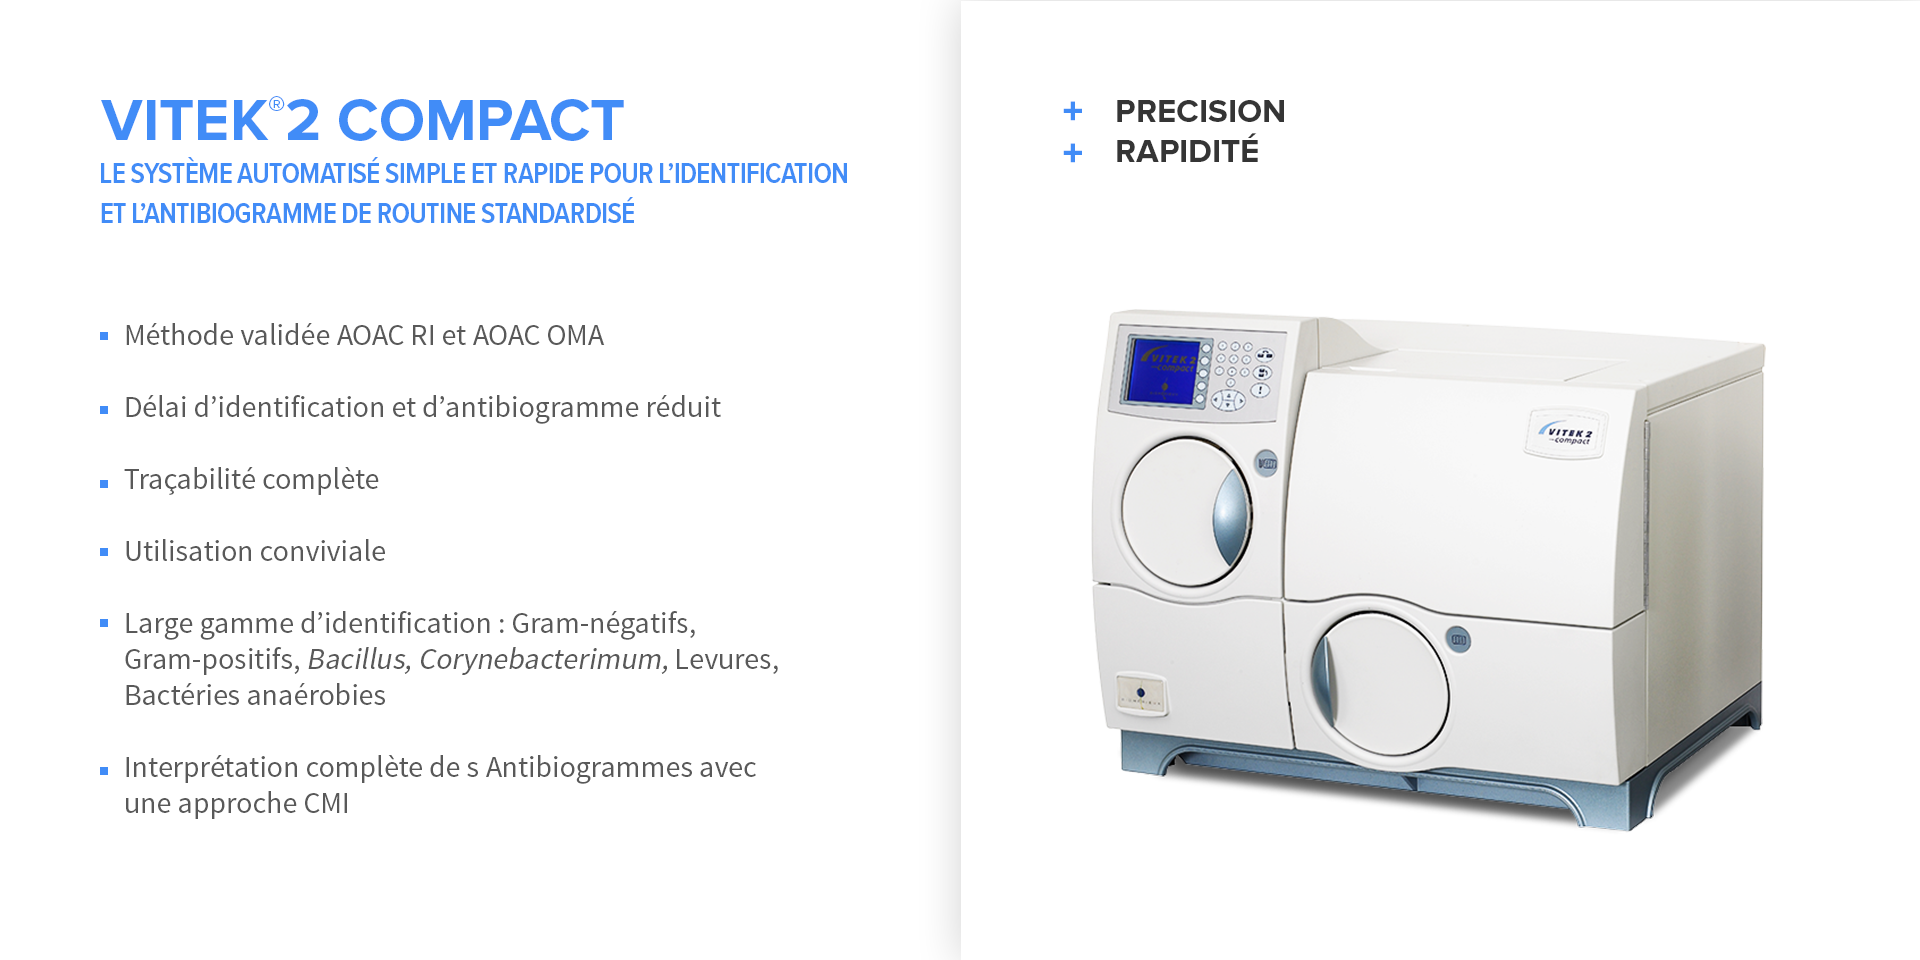 VITEK®2 COMPACT
LE SYSTÈME AUTOMATISÉ SIMPLE ET RAPIDE POUR L’IDENTIFICATION
ET L’ANTIBIOGRAMME DE ROUTINE STANDARDISÉ
Méthode validée AOAC RI et AOAC OMA
Délai d’identification et d’antibiogramme réduit
Traçabilité complète
Utilisation conviviale
Large gamme d’identification : Gram-négatifs,
Gram-positifs, Bacillus, Corynebacterimum, Levures,
Bactéries anaérobies
Interprétation complète de s Antibiogrammes avec
une approche CMI
+ PRECISION
+ RAPIDITÉ
VITEK 2
compact
VITEK 2
compact